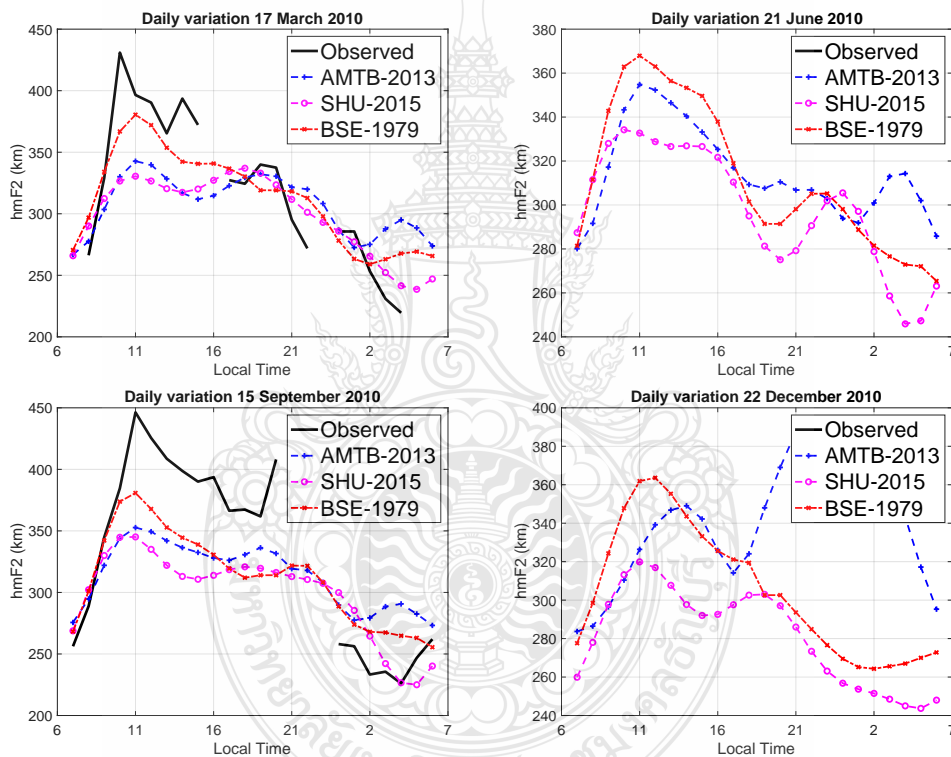 Daily variation 17 March 2010
450
400
350
300
250
200
hmF2 (km)
6
11
16
21
2
7
Local Time
Observed
AMTB-2013
SHU-2015
BSE-1979
Daily variation 21 June 2010
380
360
340
320
300
280
260
240
hmF2 (km)
6
11
16
21
2
7
Local Time
Observed
AMTB-2013
SHU-2015
BSE-1979
Daily variation 15 September 2010
450
400
350
300
250
200
hmF2 (km)
6
11
16
21
2
7
Local Time
Observed
AMTB-2013
SHU-2015
BSE-1979
Daily variation 22 December 2010
400
380
360
340
320
300
280
260
240
hmF2 (km)
6
11
16
21
2
7
Local Time
Observed
AMTB-2013
SHU-2015
BSE-1979